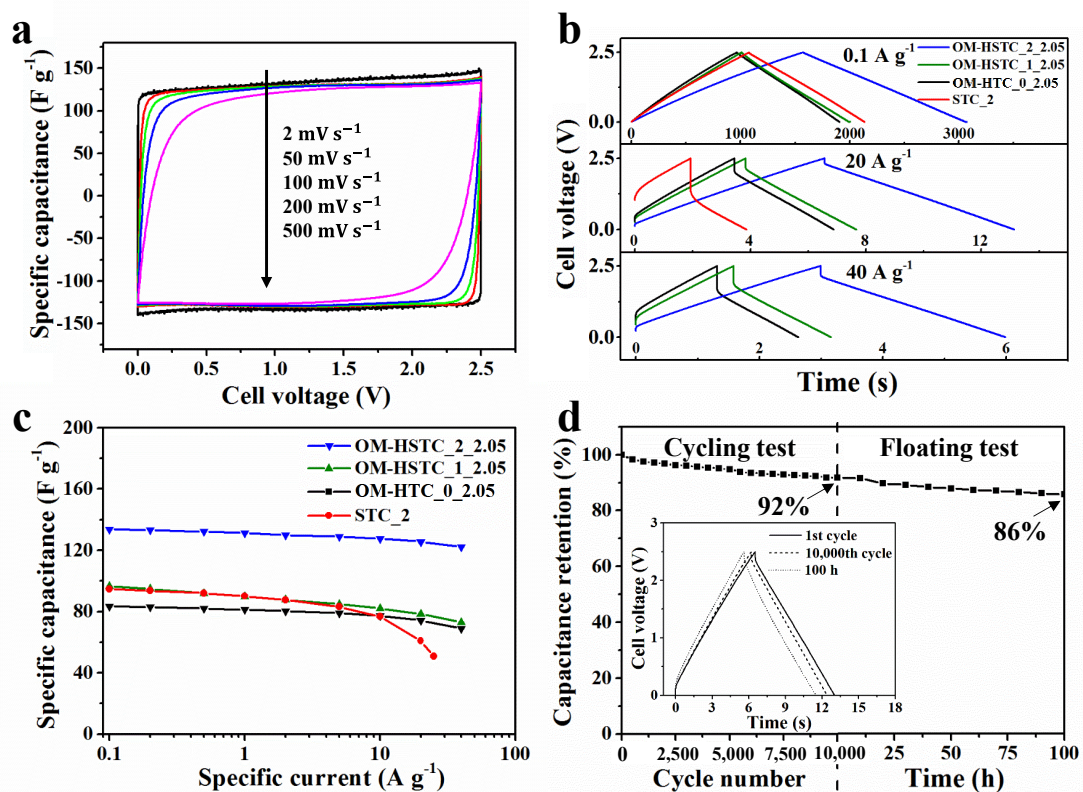 a
Specific capacitance (F g⁻¹)
150
100
50
0
-50
-100
-150
2 mV s⁻¹
50 mV s⁻¹
100 mV s⁻¹
200 mV s⁻¹
500 mV s⁻¹
0.0 0.5 1.0 1.5 2.0 2.5
Cell voltage (V)
b
Cell voltage (V)
2.5
0.0
0.1 A g⁻¹
OM-HSTC_2_2.05
OM-HSTC_1_2.05
OM-HTC_0_2.05
STC_2
0 1000 2000 3000
2.5
0.0
20 A g⁻¹
0 4 8 12
2.5
0.0
40 A g⁻¹
0 2 4 6
Time (s)
c
Specific capacitance (F g⁻¹)
200
160
120
80
40
0
OM-HSTC_2_2.05
OM-HSTC_1_2.05
OM-HTC_0_2.05
STC_2
0.1 1 10 100
Specific current (A g⁻¹)
d
Capacitance retention (%)
100
80
60
40
20
0
Cycling test
Floating test
92%
86%
Cell voltage (V)
3
2
1
0
1st cycle
10,000th cycle
100 h
0 3 6 9 12 15 18
Time (s)
0 2,500 5,000 7,500 10,000 25 50 75 100
Cycle number
Time (h)